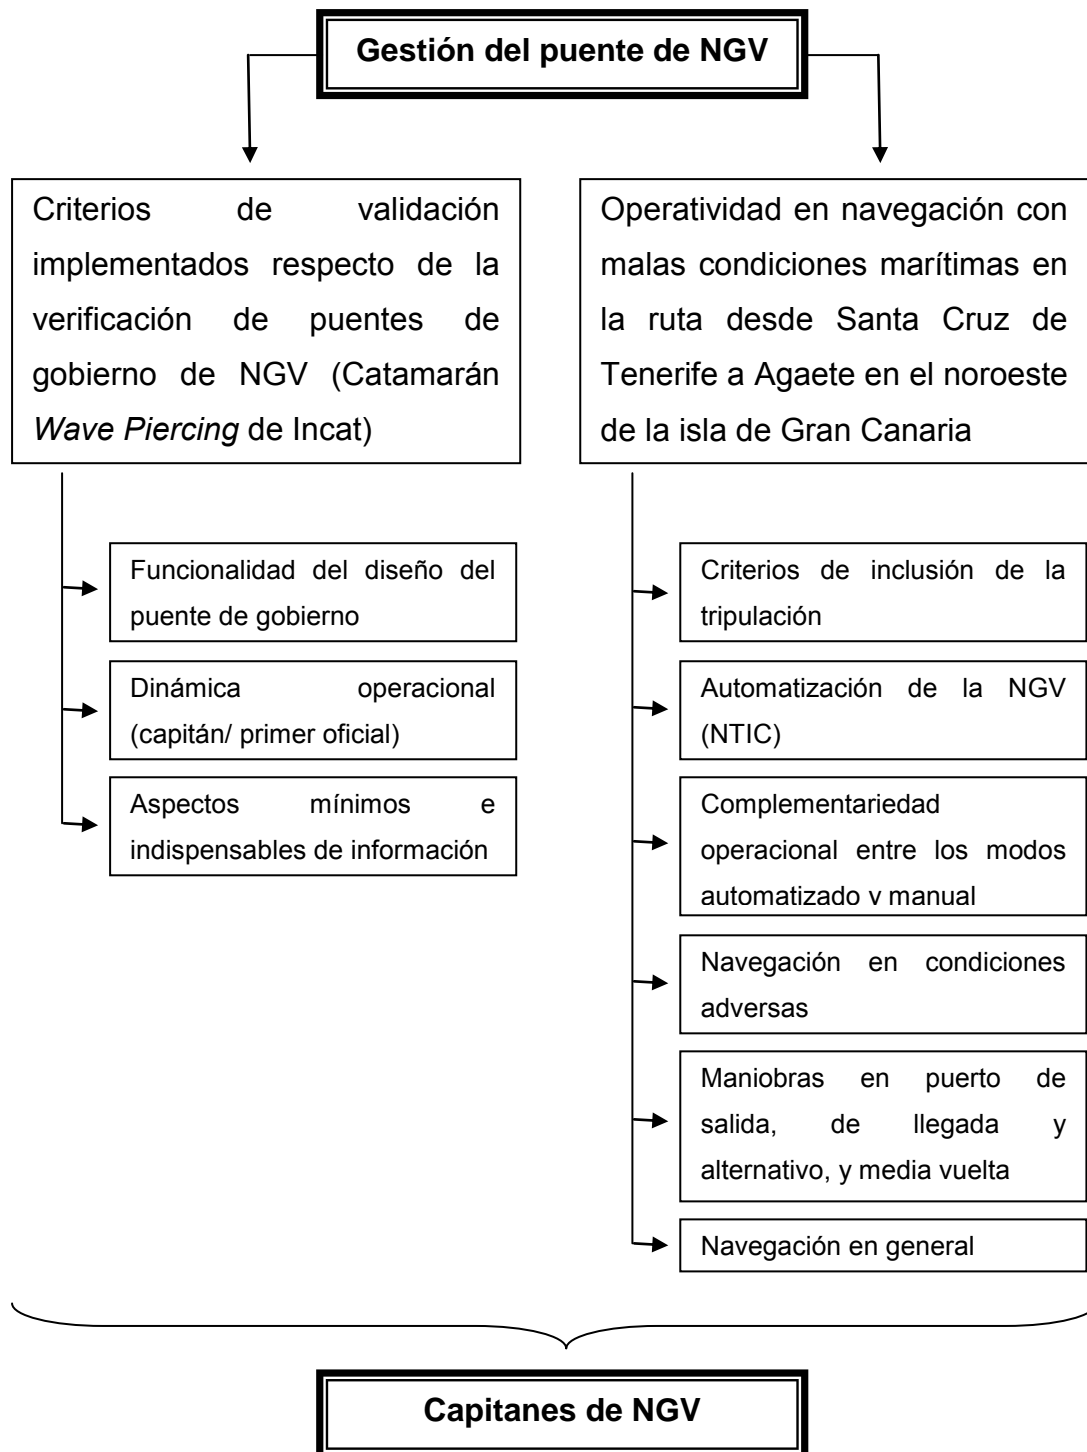 Gestión del puente de NGV
Criterios de validación
implementados respecto de la
verificación de puentes de
gobierno de NGV (Catamarán
Wave Piercing de Incat)
Operatividad en navegación con
malas condiciones marítimas en
la ruta desde Santa Cruz de
Tenerife a Agaete en el noroeste
de la isla de Gran Canaria
Funcionalidad del diseño del
puente de gobierno
Dinámica operacional
(capitán/ primer oficial)
Aspectos mínimos e
indispensables de información
Criterios de inclusión de la
tripulación
Automatización de la NGV
(NTIC)
Complementariedad
operacional entre los modos
automatizado y manual
Navegación en condiciones
adversas
Maniobras en puerto de
salida, de llegada y
alternativo, y media vuelta
Navegación en general
Capitanes de NGV